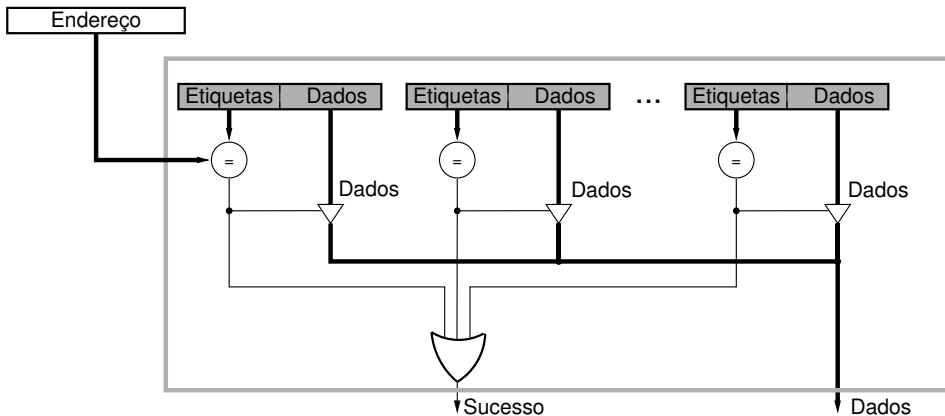 Endereço
Etiquetas Dados Etiquetas Dados ... Etiquetas Dados
= = =
Dados Dados Dados
Sucesso Dados